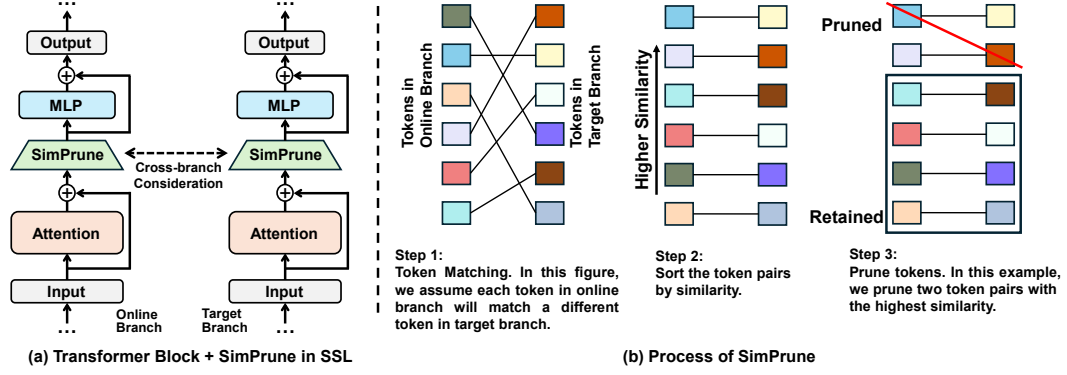 ...
...
Output
Output
+
+
MLP
MLP
SimPrune
SimPrune
Cross-branch
Consideration
+
+
Attention
Attention
Input
Input
...
Online
Branch
Target
Branch
...
(a) Transformer Block + SimPrune in SSL
Tokens in
Online Branch
Tokens in
Target Branch
Step 1:
Token Matching. In this figure,
we assume each token in online
branch will match a different
token in target branch.
Higher Similarity
Step 2:
Sort the token pairs
by similarity.
Pruned
Retained
Step 3:
Prune tokens. In this example,
we prune two token pairs with
the highest similarity.
(b) Process of SimPrune